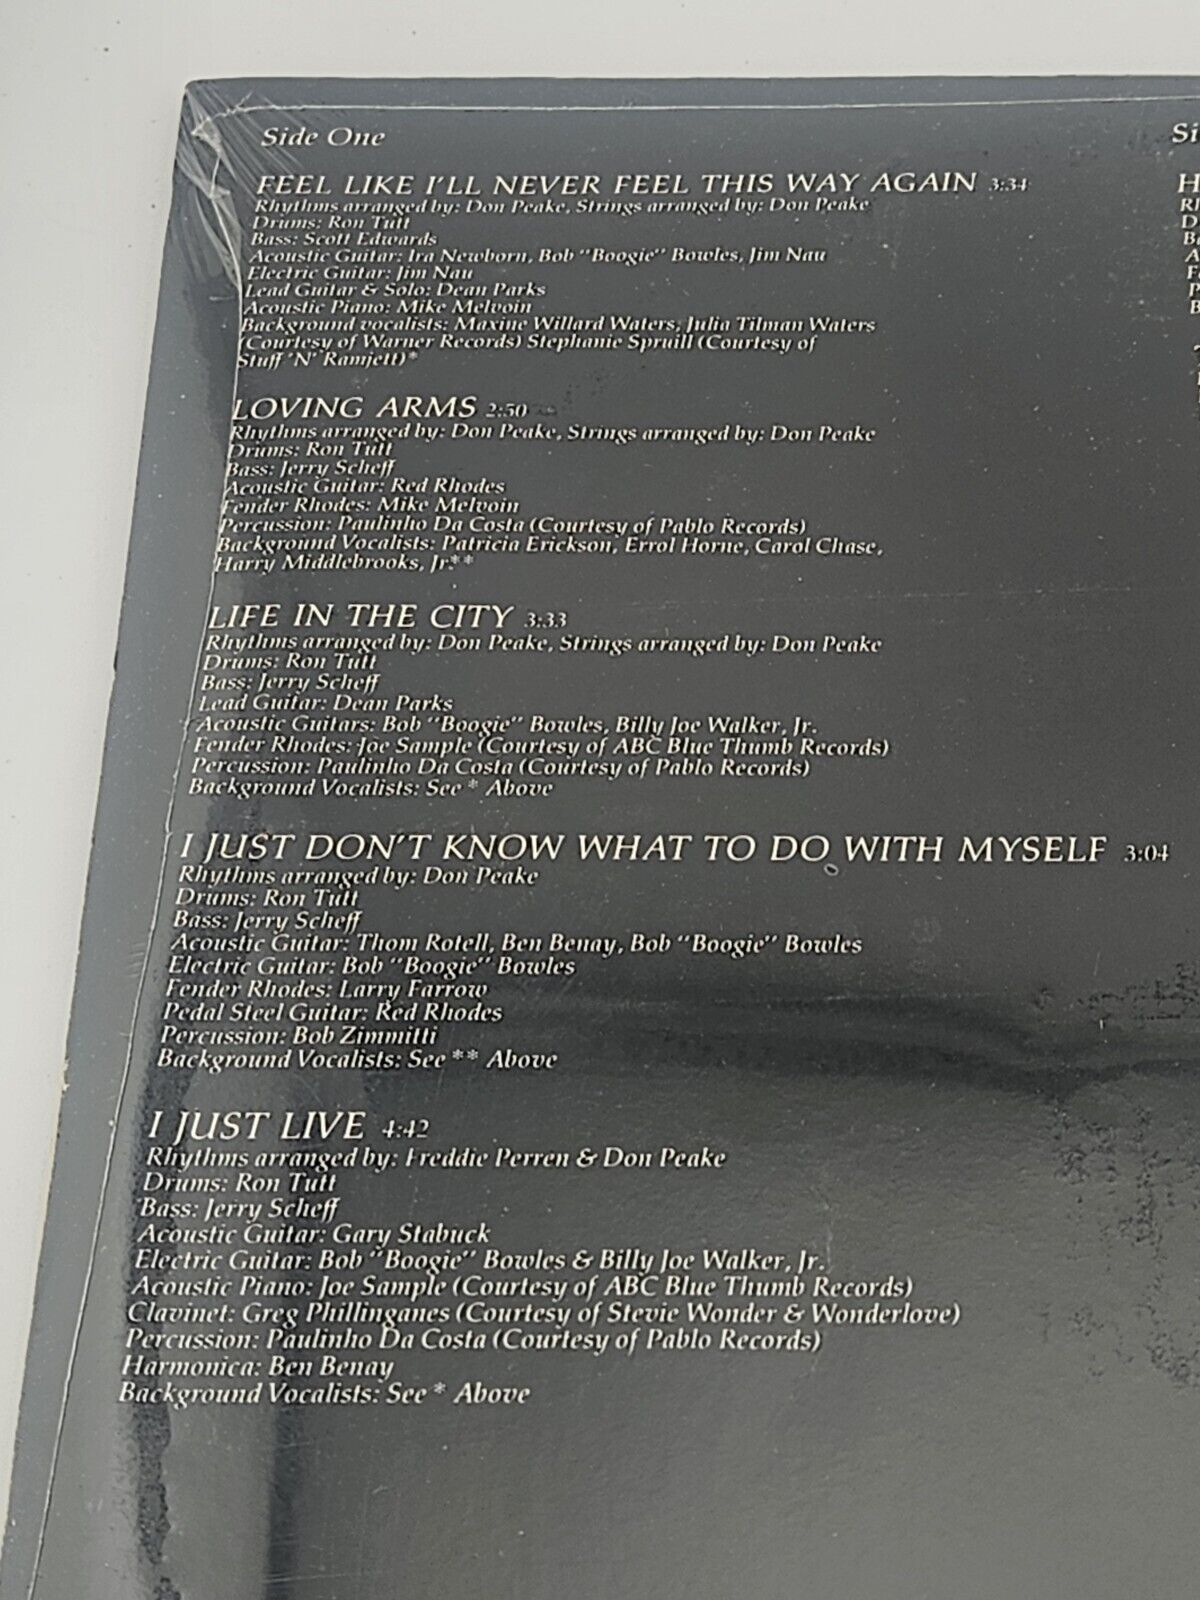 Side One
FEEL LIKE I'LL NEVER FEEL THIS WAY AGAIN 3:34
Rhythms arranged by: Don Peake, Strings arranged by: Don Peake
Drums: Ron Tutt
Bass: Scott Edwards
Acoustic Guitar: Ira Newborn, Bob "Boogie" Bowles, Jim Nau
Electric Guitar: Jim Nau
Lead Guitar & Solo: Dean Parks
Acoustic Piano: Mike Melvoin
Background vocalists: Maxine Willard Waters, Julia Tilman Waters
(Courtesy of Warner Records) Stephanie Spruill (Courtesy of
Stuff 'N' Ramjett)*
LOVING ARMS 2:50
Rhythms arranged by: Don Peake, Strings arranged by: Don Peake
Drums: Ron Tutt
Bass: Jerry Scheff
Acoustic Guitar: Red Rhodes
Fender Rhodes: Mike Melvoin
Percussion: Paulinho Da Costa (Courtesy of Pablo Records)
Background Vocalists: Patricia Erickson, Errol Horne, Carol Chase,
Harry Middlebrooks, Jr.**
LIFE IN THE CITY 3:33
Rhythms arranged by: Don Peake, Strings arranged by: Don Peake
Drums: Ron Tutt
Bass: Jerry Scheff
Lead Guitar: Dean Parks
Acoustic Guitars: Bob "Boogie" Bowles, Billy Joe Walker, Jr.
Fender Rhodes: Joe Sample (Courtesy of ABC Blue Thumb Records)
Percussion: Paulinho Da Costa (Courtesy of Pablo Records)
Background Vocalists: See * Above
I JUST DON'T KNOW WHAT TO DO WITH MYSELF 3:04
Rhythms arranged by: Don Peake
Drums: Ron Tutt
Bass: Jerry Scheff
Acoustic Guitar: Thom Rotell, Ben Benay, Bob "Boogie" Bowles
Electric Guitar: Bob "Boogie" Bowles
Fender Rhodes: Larry Farrow
Pedal Steel Guitar: Red Rhodes
Percussion: Bob Zimmitti
Background Vocalists: See ** Above
I JUST LIVE 4:42
Rhythms arranged by: Freddie Perren & Don Peake
Drums: Ron Tutt
Bass: Jerry Scheff
Acoustic Guitar: Gary Stabuck
Electric Guitar: Bob "Boogie" Bowles & Billy Joe Walker, Jr.
Acoustic Piano: Joe Sample (Courtesy of ABC Blue Thumb Records)
Clavinet: Greg Phillinganes (Courtesy of Stevie Wonder & Wonderlove)
Percussion: Paulinho Da Costa (Courtesy of Pablo Records)
Harmonica: Ben Benay
Background Vocalists: See * Above